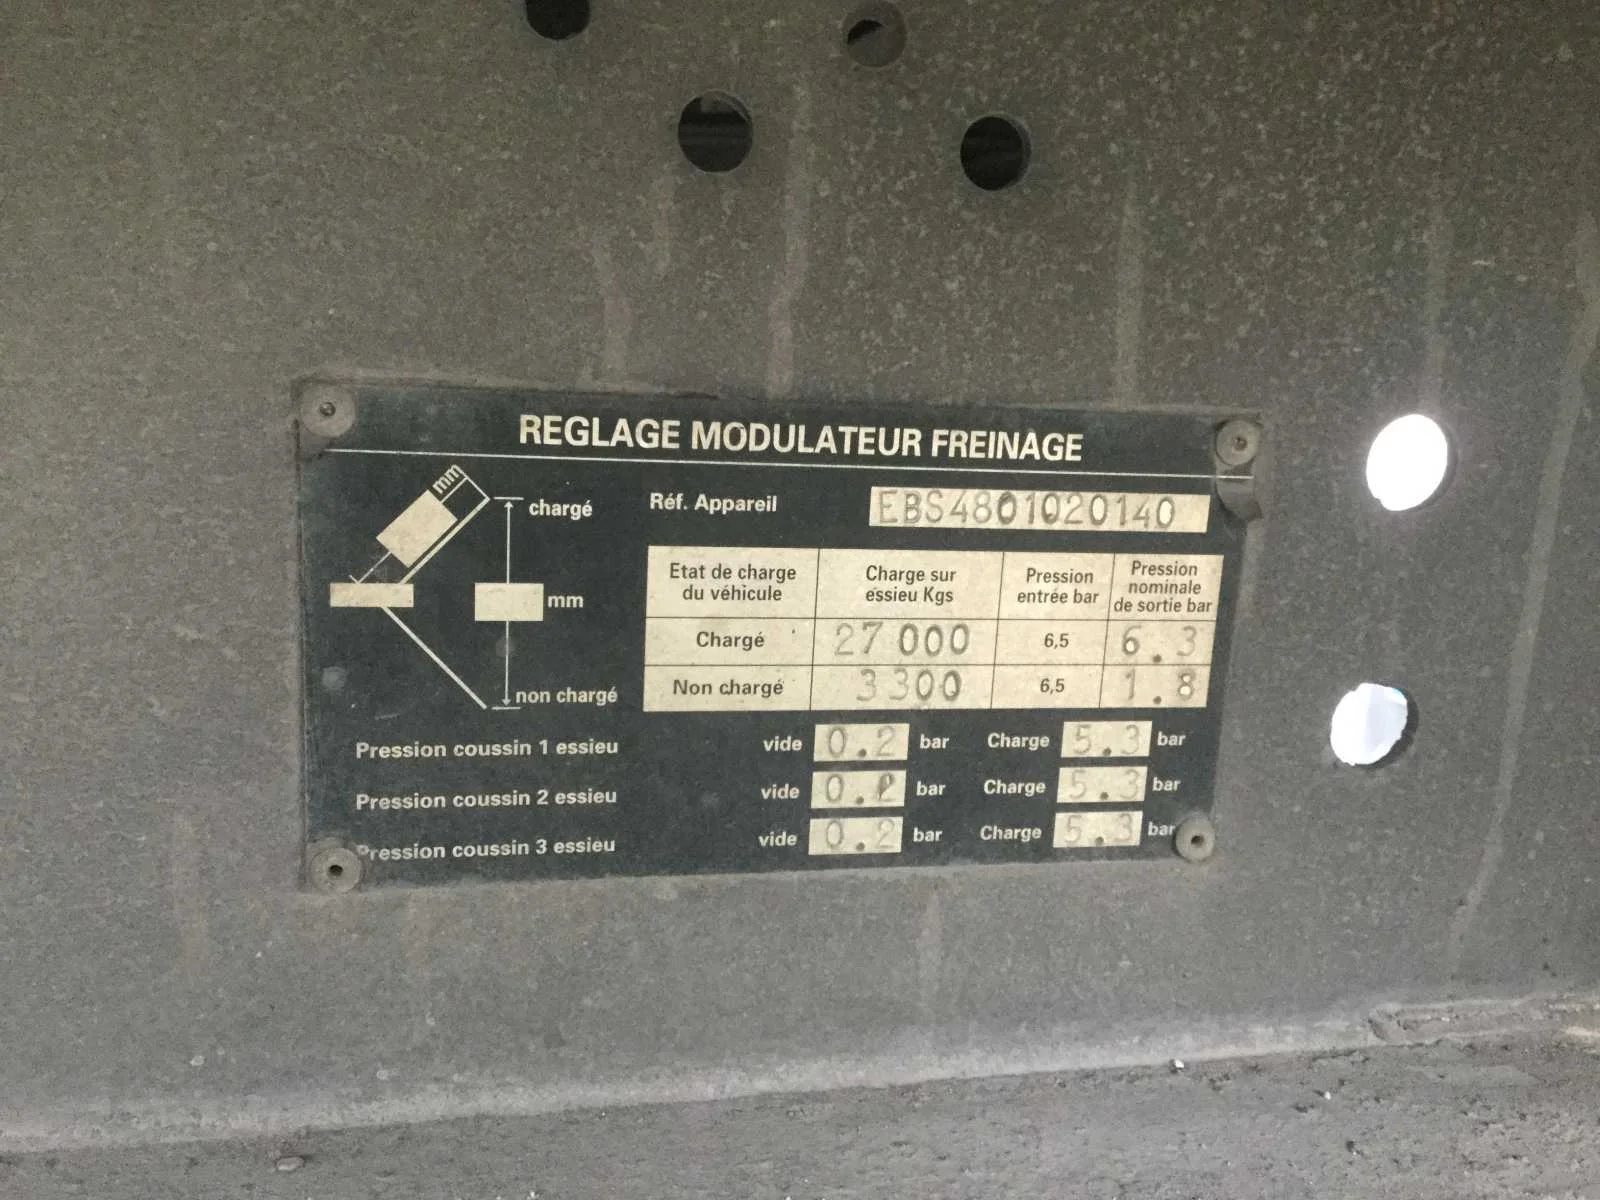 REGLAGE MODULATEUR FREINAGE
mm
chargé
mm
non chargé
Réf. Appareil EBS4801020140
Etat de charge du véhicule Charge sur essieu Kgs Pression entrée bar Pression nominale de sortie bar
Chargé 27 000 6,5 6.3
Non chargé 3300 6,5 1.8
Pression coussin 1 essieu vide 0.2 bar Charge 5.3 bar
Pression coussin 2 essieu vide 0.2 bar Charge 5.3 bar
Pression coussin 3 essieu vide 0.2 bar Charge 5.3 bar